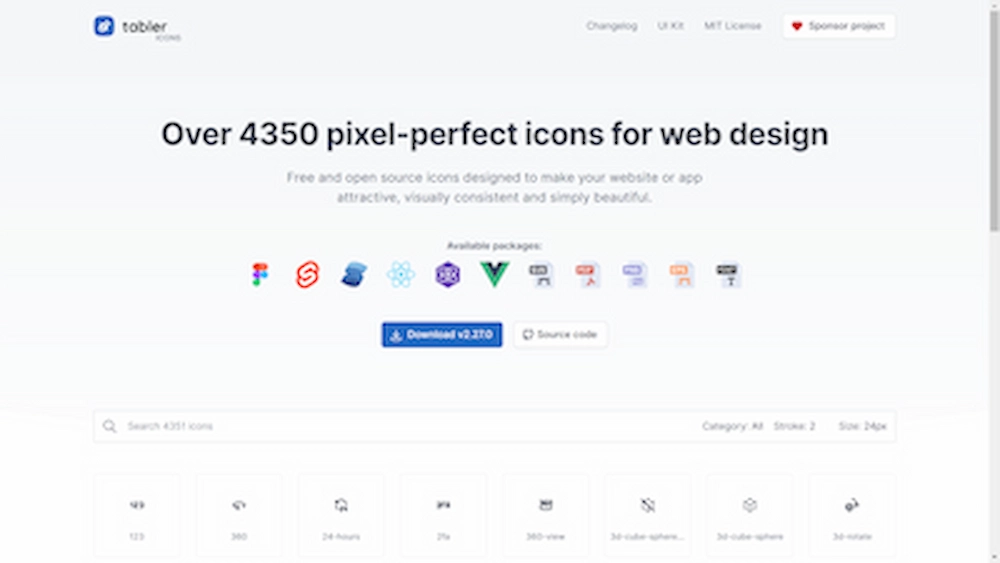 tabler
ICONS
Changelog UI Kit MIT License Sponsor project
Over 4350 pixel-perfect icons for web design
Free and open source icons designed to make your website or app
attractive, visually consistent and simply beautiful.
Available packages:
Download v2.27.0 Source code
Search 4351 icons Category: All Stroke: 2 Size: 24px
123 360 24-hours 2fa 360-view 3d-cube-sphere... 3d-cube-sphere 3d-rotate